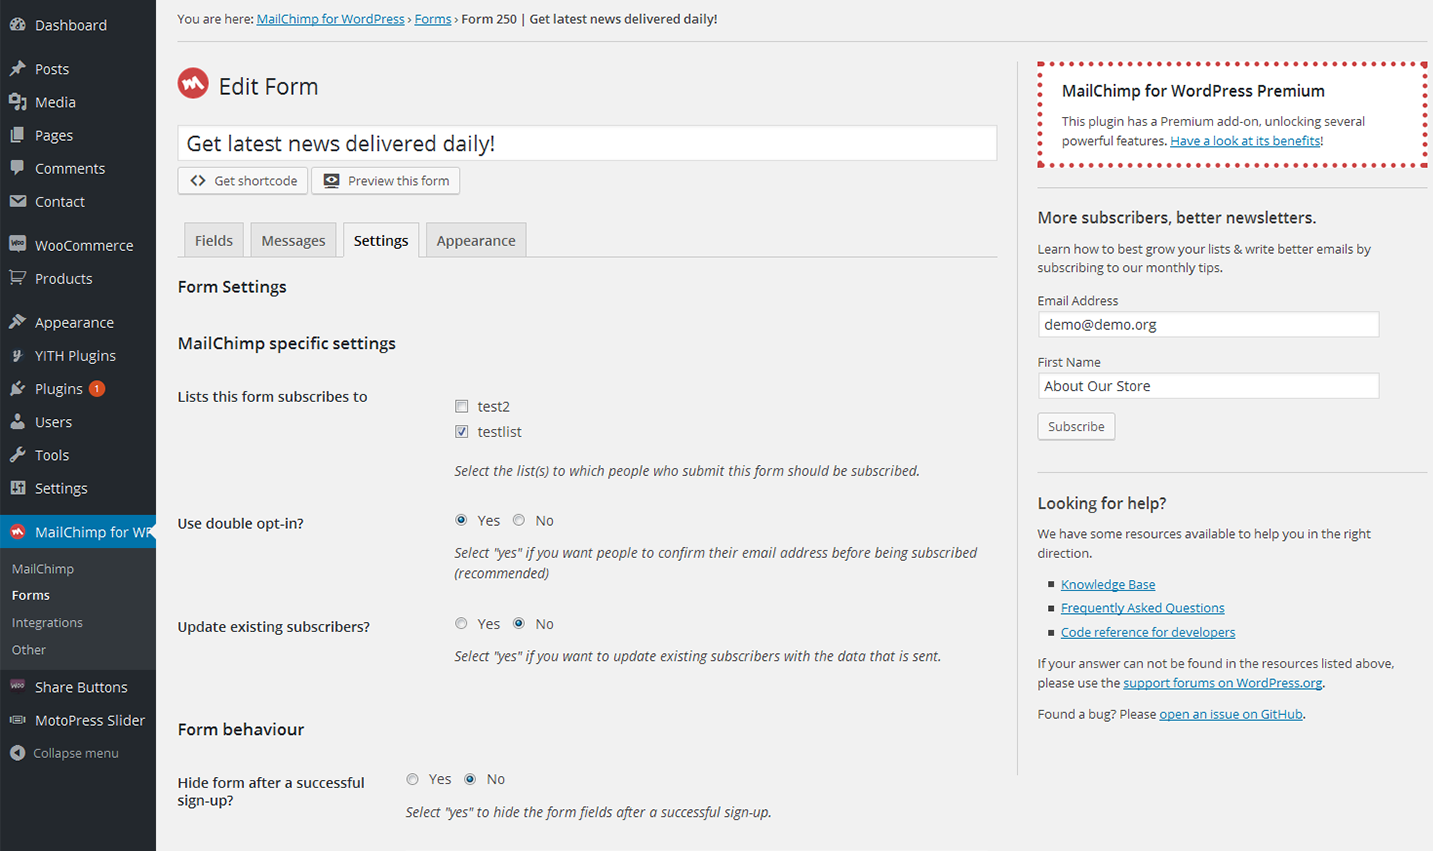 Dashboard
Posts
Media
Pages
Comments
Contact
WooCommerce
Products
Appearance
YITH Plugins
Plugins 1
Users
Tools
Settings
MailChimp for WP
MailChimp
Forms
Integrations
Other
Share Buttons
MotoPress Slider
Collapse menu
You are here: MailChimp for WordPress › Forms › Form 250 | Get latest news delivered daily!
Edit Form
Get latest news delivered daily!
Get shortcode
Preview this form
Fields
Messages
Settings
Appearance
Form Settings
MailChimp specific settings
Lists this form subscribes to
test2
testlist
Select the list(s) to which people who submit this form should be subscribed.
Use double opt-in?
Yes No
Select "yes" if you want people to confirm their email address before being subscribed
(recommended)
Update existing subscribers?
Yes No
Select "yes" if you want to update existing subscribers with the data that is sent.
Form behaviour
Hide form after a successful
sign-up?
Yes No
Select "yes" to hide the form fields after a successful sign-up.
MailChimp for WordPress Premium
This plugin has a Premium add-on, unlocking several
powerful features. Have a look at its benefits!
More subscribers, better newsletters.
Learn how to best grow your lists & write better emails by
subscribing to our monthly tips.
Email Address
demo@demo.org
First Name
About Our Store
Subscribe
Looking for help?
We have some resources available to help you in the right
direction.
Knowledge Base
Frequently Asked Questions
Code reference for developers
If your answer can not be found in the resources listed above,
please use the support forums on WordPress.org.
Found a bug? Please open an issue on GitHub.